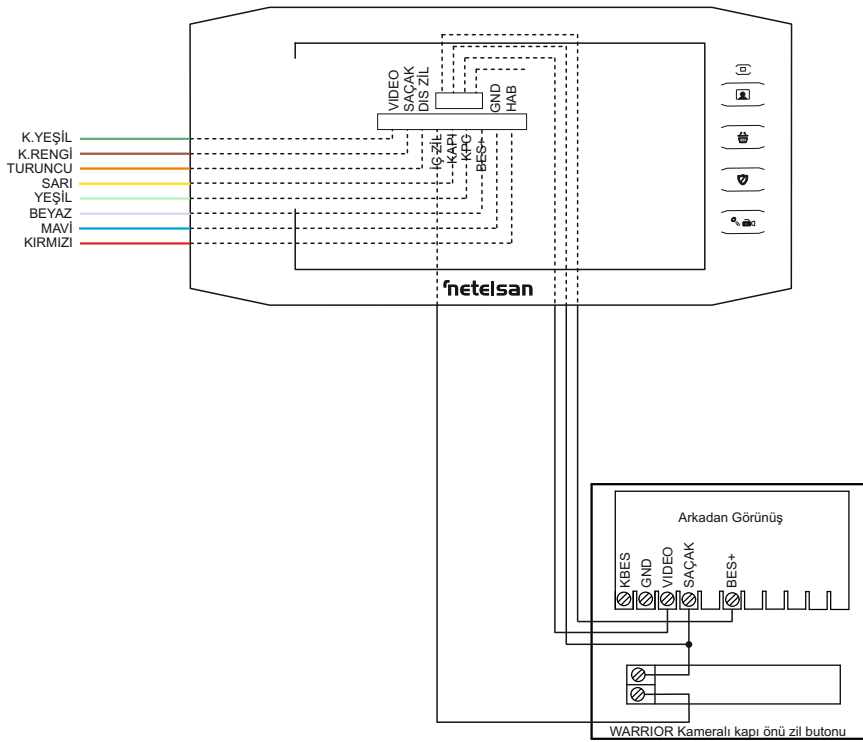 VIDEO
SAÇAK
DIS ZİL
GND
HAB
İÇ ZİL
KAPI
KPG
BES+
K.YEŞİL
K.RENGİ
TURUNCU
SARI
YEŞİL
BEYAZ
MAVİ
KIRMIZI
netelsan
Arkadan Görünüş
KBES
GND
VIDEO
SAÇAK
BES+
WARRIOR Kameralı kapı önü zil butonu